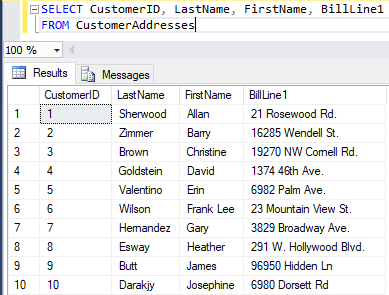 SELECT CustomerID, LastName, FirstName, BillLine1
FROM CustomerAddresses
100 %
Results Messages
CustomerID LastName FirstName BillLine1
1 1 Sherwood Allan 21 Rosewood Rd.
2 2 Zimmer Barry 16285 Wendell St.
3 3 Brown Christine 19270 NW Cornell Rd.
4 4 Goldstein David 1374 46th Ave.
5 5 Valentino Erin 6982 Palm Ave.
6 6 Wilson Frank Lee 23 Mountain View St.
7 7 Hernandez Gary 3829 Broadway Ave.
8 8 Esway Heather 291 W. Hollywood Blvd.
9 9 Butt James 96950 Hidden Ln
10 10 Darakjy Josephine 6980 Dorsett Rd